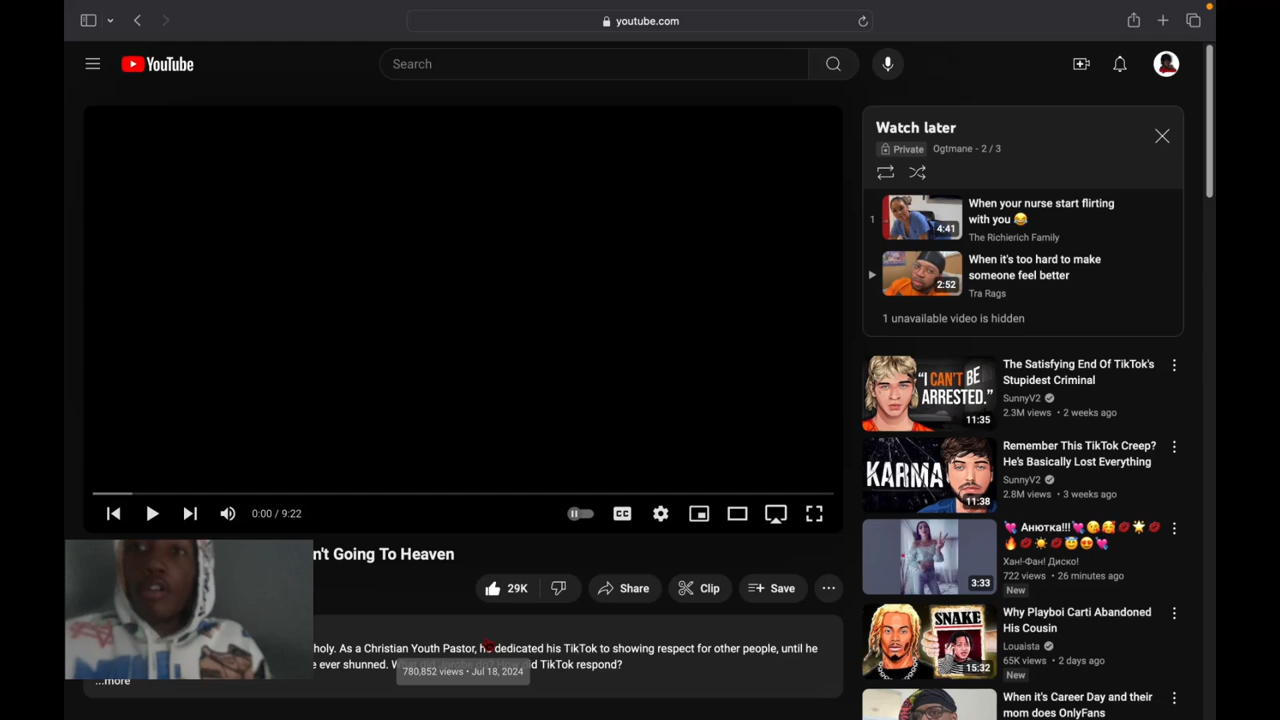 youtube.com
YouTube
Search
Watch later
Private
Ogtmane - 2 / 3
1
4:41
When your nurse start flirting
with you 😂
The Richierich Family
2:52
When it's too hard to make
someone feel better
Tra Rags
1 unavailable video is hidden
"I CAN'T BE
ARRESTED."
11:35
The Satisfying End Of TikTok's
Stupidest Criminal
SunnyV2
2.3M views • 2 weeks ago
KARMA
11:38
Remember This TikTok Creep?
He's Basically Lost Everything
SunnyV2
2.8M views • 3 weeks ago
3:33
💘 Анютка!!!💘😘🥰💋🌟💋
🔥💋☀️💋😇😍💘
Хан!-Фан! Диско!
722 views • 26 minutes ago
New
SNAKE
15:32
Why Playboi Carti Abandoned
His Cousin
Louaista
65K views • 2 days ago
New
When it's Career Day and their
mom does OnlyFans
0:00 / 9:22
CC
n't Going To Heaven
29K
Share
Clip
Save
holy. As a Christian Youth Pastor, he dedicated his TikTok to showing respect for other people, until he
e ever shunned.
d TikTok respond?
780,852 views • Jul 18, 2024
...more